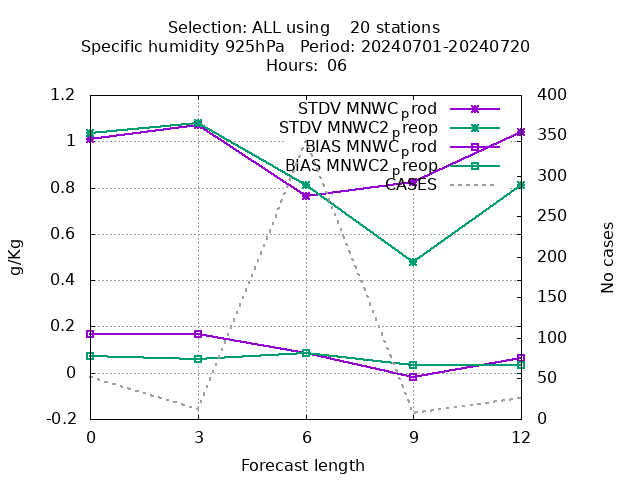 Selection: ALL using    20 stations
Specific humidity 925hPa   Period: 20240701-20240720
Hours: 06
STDV MNWC_prod
STDV MNWC2_preop
BIAS MNWC_prod
BIAS MNWC2_preop
CASES
1.2
1
0.8
0.6
0.4
0.2
0
-0.2
g/Kg
400
350
300
250
200
150
100
50
0
No cases
0 3 6 9 12
Forecast length